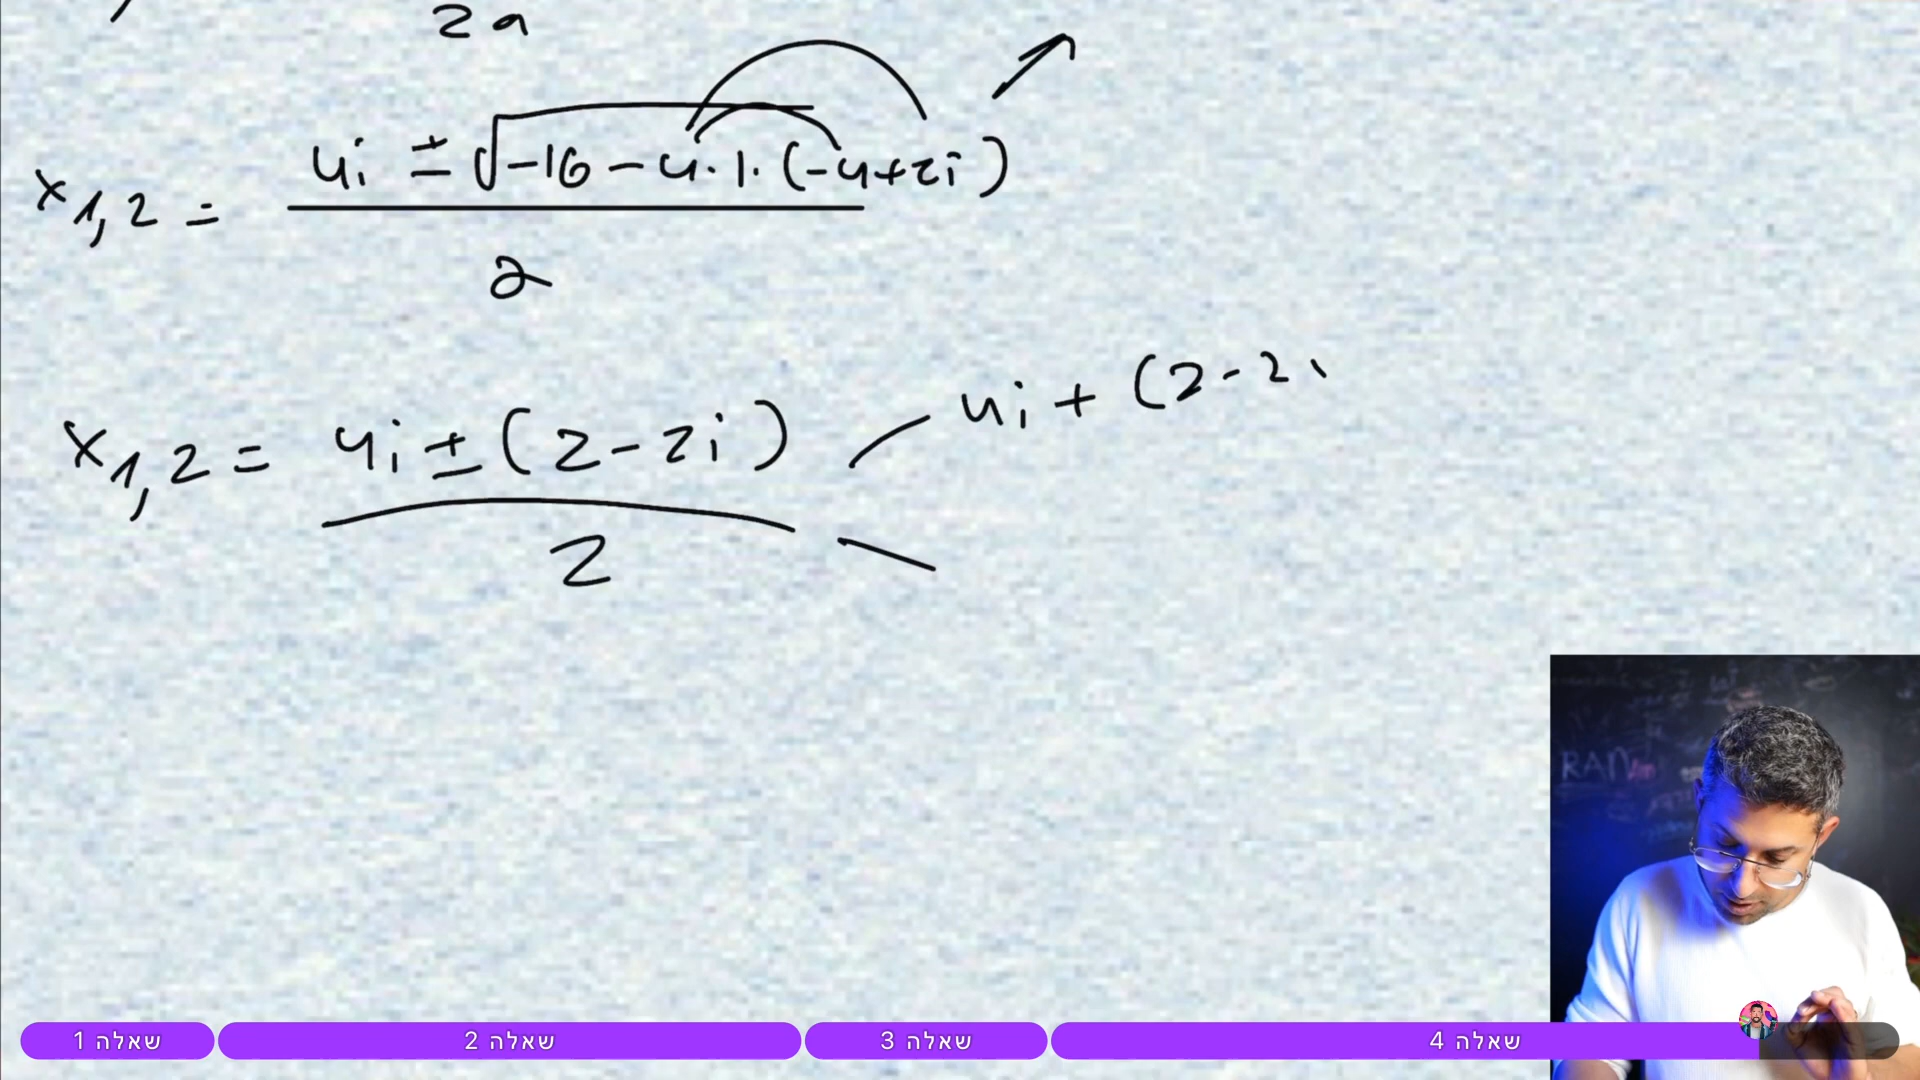 2a
x1,2 = 4i ± √-16 - 4·1·(-4+2i)
2
4i + (2-2
x1,2 = 4i ± (2-2i)
2
RAN
שאלה 1
שאלה 2
שאלה 3
שאלה 4